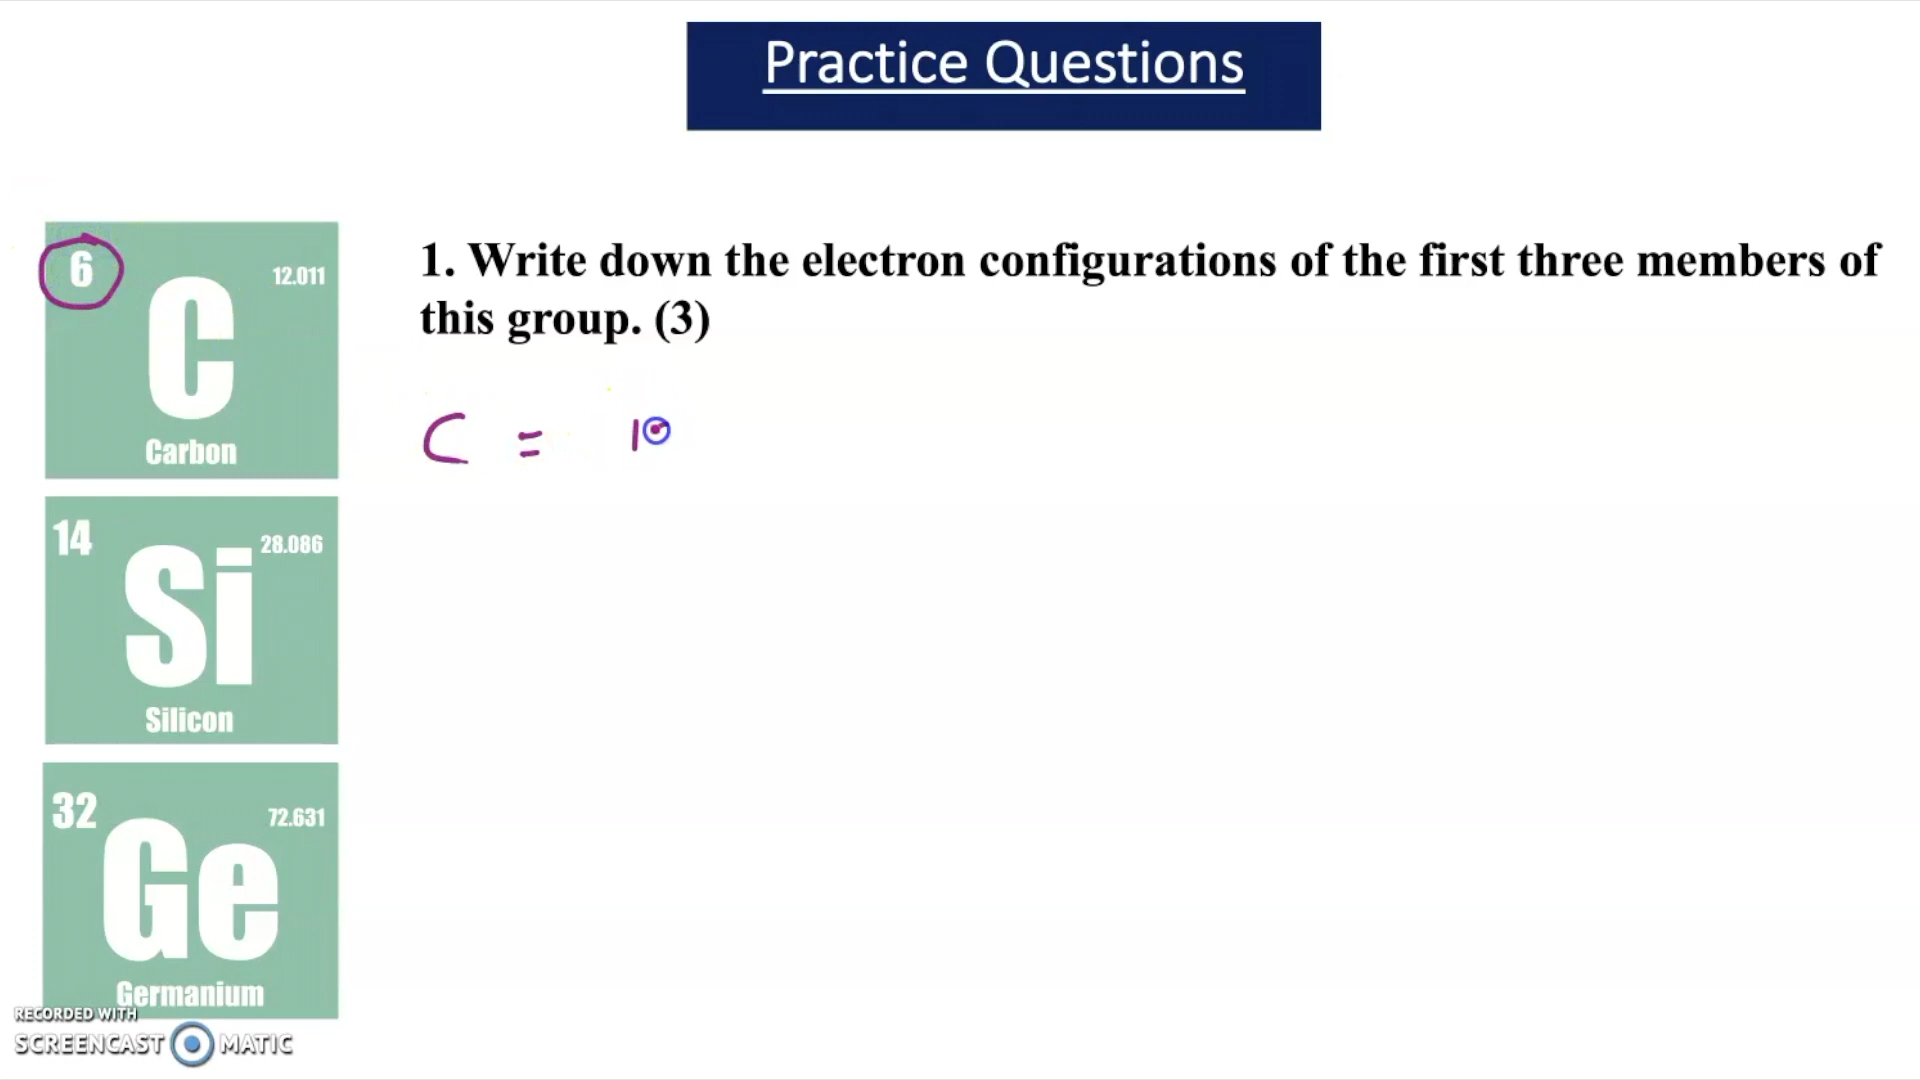 Practice Questions
6
12.011
C
Carbon
1. Write down the electron configurations of the first three members of
this group. (3)
C = 1
14
28.086
Si
Silicon
32
72.631
Ge
Germanium
RECORDED WITH
SCREENCAST MATIC